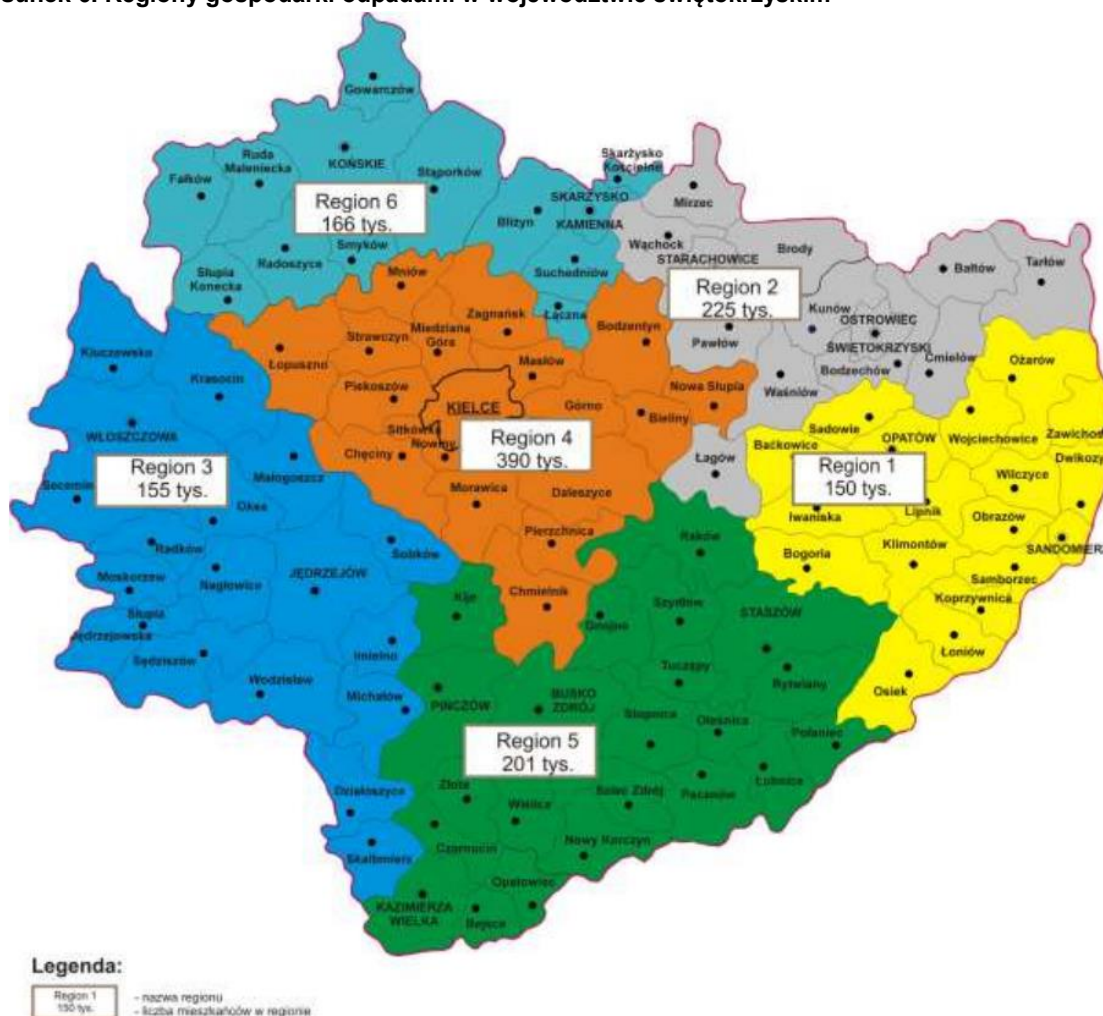 sunek 6. Regiony gospodarki odpadami w województwie świętokrzyskim
Gowarczów
Ruda
Maleniecka
KOŃSKIE
Fałków
Stąporków
Region 6
166 tys.
Smyków
Radoszyce
Słupia
Konecka
Skarżysko
Kościelne
SKARŻYSKO
KAMIENNA
Bliżyn
Suchedniów
Łączna
Mirzec
Wąchock
Brody
STARACHOWICE
Region 2
225 tys.
Bałtów
Tarłów
Kunów
OSTROWIEC
ŚWIĘTOKRZYSKI
Pawłów
Bodzechów
Ćmielów
Waśniów
Łagów
Mniów
Zagnańsk
Bodzentyn
Strawczyn
Miedziana
Góra
Łopuszno
Masłów
Piekoszów
Nowa Słupia
KIELCE
Górno
Bieliny
Sitkówka
Nowiny
Region 4
390 tys.
Chęciny
Morawica
Daleszyce
Pierzchnica
Chmielnik
Kluczewsko
Krasocin
WŁOSZCZOWA
Region 3
155 tys.
Małogoszcz
Secemin
Oksa
Radków
Sobków
Moskorzew
Nagłowice
JĘDRZEJÓW
Słupia
Jędrzejowska
Sędziszów
Imielno
Wodzisław
Michałów
Działoszyce
Skalbmierz
Ożarów
Sadowie
Baćkowice
OPATÓW
Wojciechowice
Zawichos
Dwikozy
Region 1
150 tys.
Wilczyce
Iwaniska
Lipnik
Obrazów
Klimontów
SANDOMIERZ
Bogoria
Samborzec
Koprzywnica
Łoniów
Osiek
Raków
Kije
Szydłów
STASZÓW
Gnojno
Tuczępy
Rytwiany
PIŃCZÓW
BUSKO
ZDRÓJ
Stopnica
Oleśnica
Połaniec
Region 5
201 tys.
Łubnice
Pacanów
Solec Zdrój
Złota
Wiślica
Czarnocin
Nowy Korczyn
Opatowiec
KAZIMIERZA
WIELKA
Bejsce
Legenda:
Region 1
150 tys.
- nazwa regionu
- liczba mieszkańców w regionie